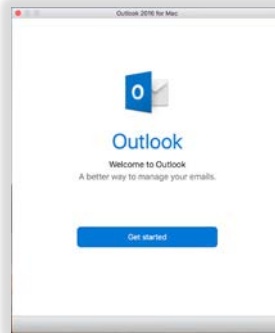 Outlook 2016 for Mac
O
Outlook
Welcome to Outlook
A better way to manage your emails.
Get started